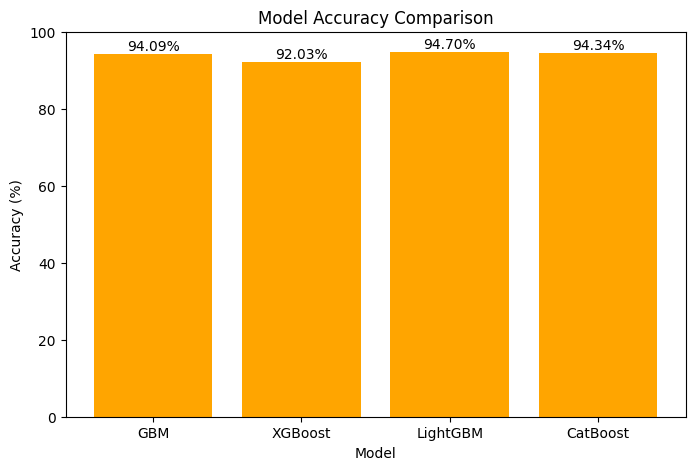 Model Accuracy Comparison
94.09%
92.03%
94.70%
94.34%
Accuracy (%)
100
80
60
40
20
0
GBM
XGBoost
LightGBM
CatBoost
Model